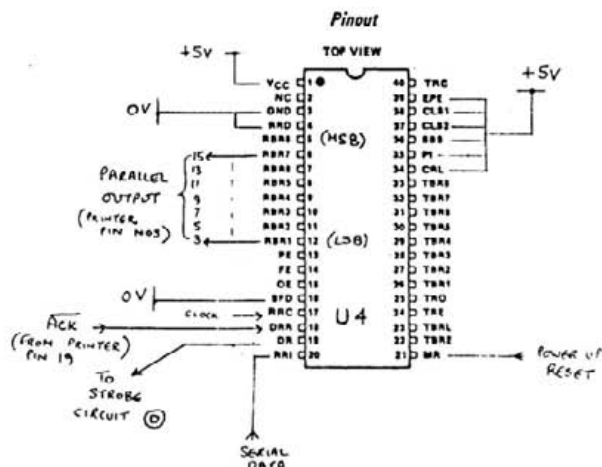 Pinout
TOP VIEW
+5V
+5V
VCC 1 40 TRC
NC 2 39 EPE
0V
GND 3 38 CLS1
RRD 4 37 CLS2
RBR8 5 36 SBS
(MSB)
15 RBR7 6 35 PI
13 RBR6 7 34 CRL
11 RBR5 8 33 TBR8
9 RBR4 9 32 TBR7
7 RBR3 10 31 TBR6
5 RBR2 11 30 TBR5
3 RBR1 12 29 TBR4
(LSB)
PARALLEL
OUTPUT
(PRINTER
PIN NOS)
PE 13 28 TBR3
FE 14 27 TBR2
OE 15 26 TBR1
0V
SFD 16 25 TRO
U4
CLOCK RRC 17 24 TRE
ACK
(FROM PRINTER
PIN 19)
DRR 18 23 TBRL
DR 19 22 TBRE
RRI 20 21 MR
POWER UP
RESET
TO
STROBE
CIRCUIT D
SERIAL
DATA